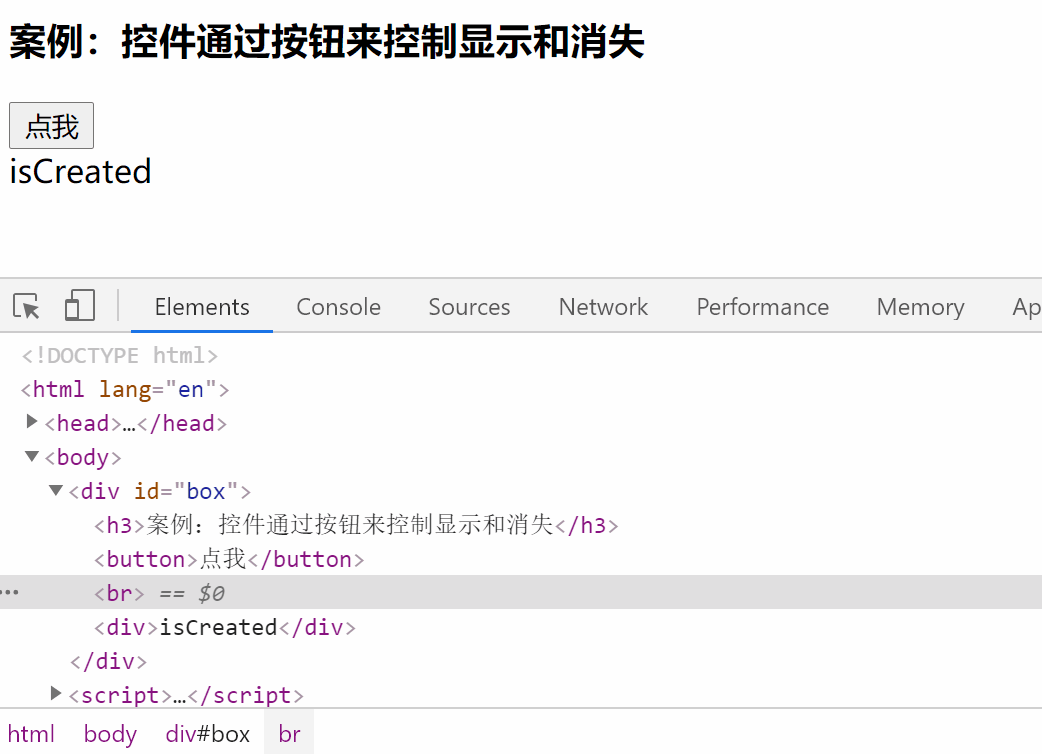 案例：控件通过按钮来控制显示和消失
点我
isCreated
Elements Console Sources Network Performance Memory Ap
<!DOCTYPE html>
<html lang="en">
<head>…</head>
<body>
<div id="box">
<h3>案例：控件通过按钮来控制显示和消失</h3>
<button>点我</button>
<br> == $0
<div>isCreated</div>
</div>
<script>…</script>
html body div#box br